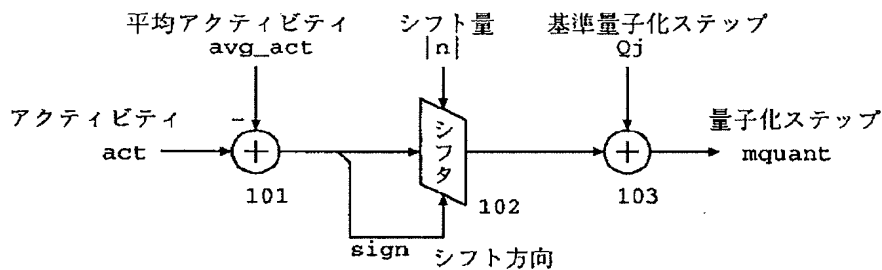 平均アクティビティ
avg_act
シフト量
|n|
基準量子化ステップ
Qj
アクティビティ
act
−
+
101
シフタ
102
+
103
量子化ステップ
mquant
sign
シフト方向